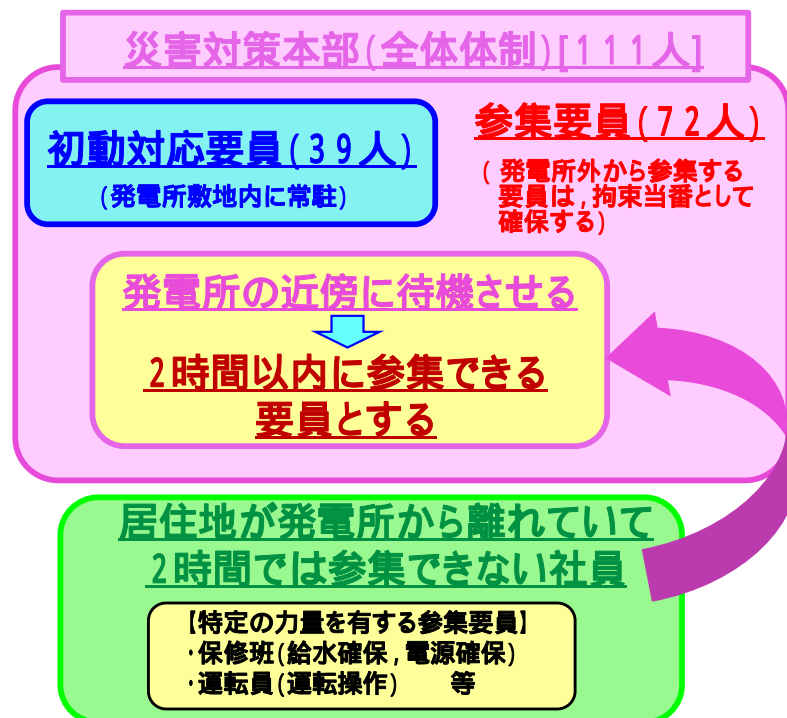 災害対策本部(全体体制)[111人]
初動対応要員(39人)
(発電所敷地内に常駐)
参集要員(72人)
(発電所外から参集する
要員は,拘束当番として
確保する)
発電所の近傍に待機させる
2時間以内に参集できる
要員とする
居住地が発電所から離れていて
2時間では参集できない社員
【特定の力量を有する参集要員】
・保修班(給水確保,電源確保)
・運転員(運転操作) 等